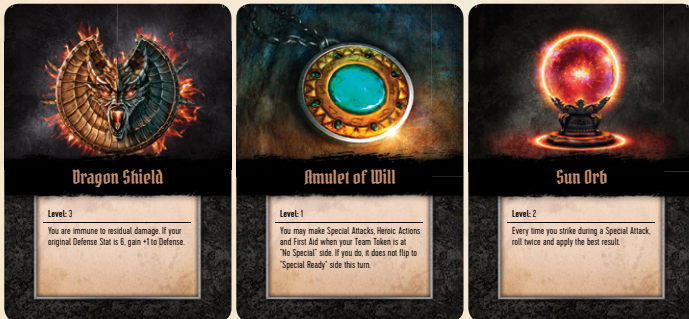 Dragon Shield
Level: 3
You are immune to residual damage. If your
original Defense Stat is 6, gain +1 to Defense.
Amulet of Will
Level: 1
You may make Special Attacks, Heroic Actions
and First Aid when your Team Token is at
"No Special" side. If you do, it does not flip to
"Special Ready" side this turn.
Sun Orb
Level: 2
Every time you strike during a Special Attack,
roll twice and apply the best result.